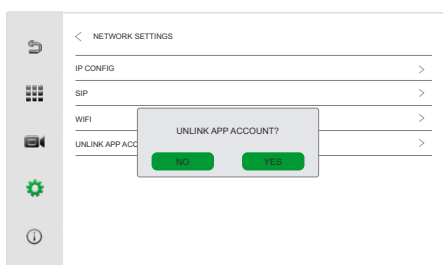 NETWORK SETTINGS
IP CONFIG
SIP
WIFI
UNLINK APP ACC
UNLINK APP ACCOUNT?
NO YES